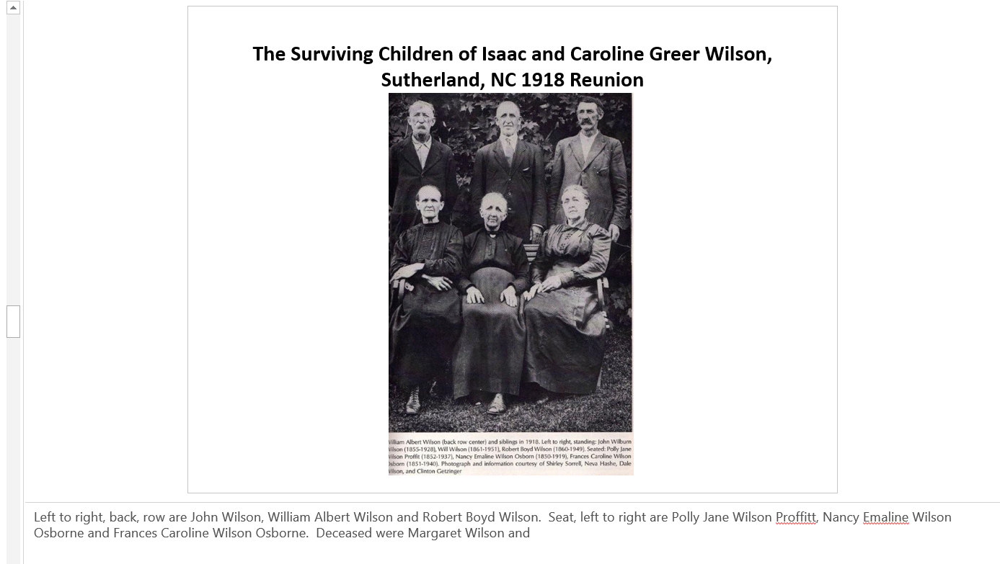 The Surviving Children of Isaac and Caroline Greer Wilson,
Sutherland, NC 1918 Reunion
illiam Albert Wilson (back row center) and siblings in 1918. Left to right, standing: John Wilburn
ilson (1855-1928), Will Wilson (1861-1951), Robert Boyd Wilson (1860-1949). Seated: Polly Jane
ilson Proffit (1852-1937), Nancy Emaline Wilson Osborn (1850-1919), Frances Caroline Wilson
sborn (1851-1940). Photograph and information courtesy of Shirley Sorrell, Neva Hashe, Dale
ilson, and Clinton Getzinger
Left to right, back, row are John Wilson, William Albert Wilson and Robert Boyd Wilson.  Seat, left to right are Polly Jane Wilson Proffitt, Nancy Emaline Wilson
Osborne and Frances Caroline Wilson Osborne.  Deceased were Margaret Wilson and